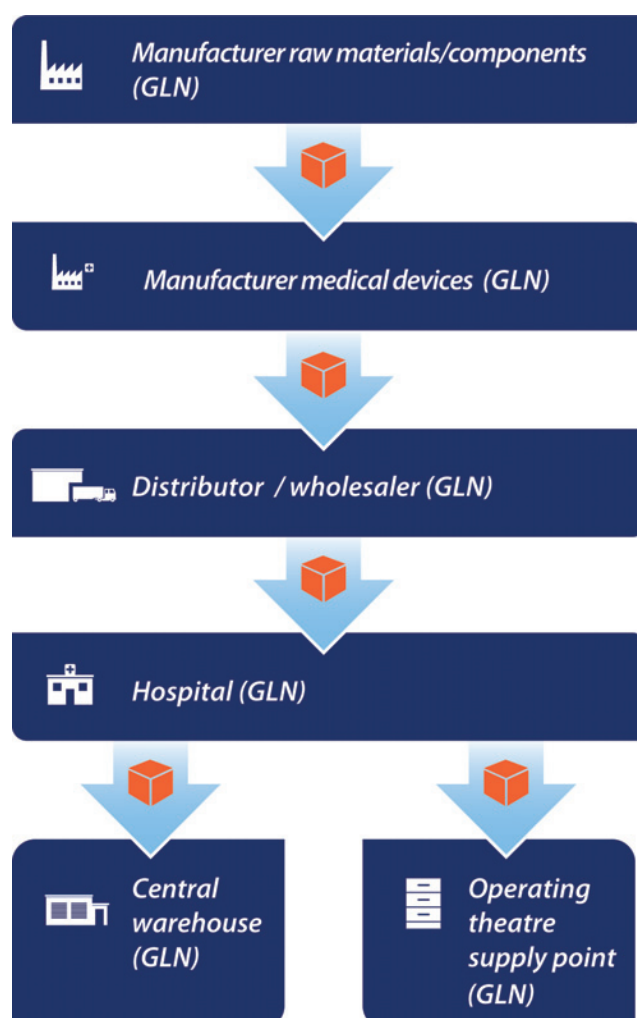 Manufacturer raw materials/components
(GLN)
Manufacturer medical devices (GLN)
Distributor / wholesaler (GLN)
Hospital (GLN)
Central
warehouse
(GLN)
Operating
theatre
supply point
(GLN)